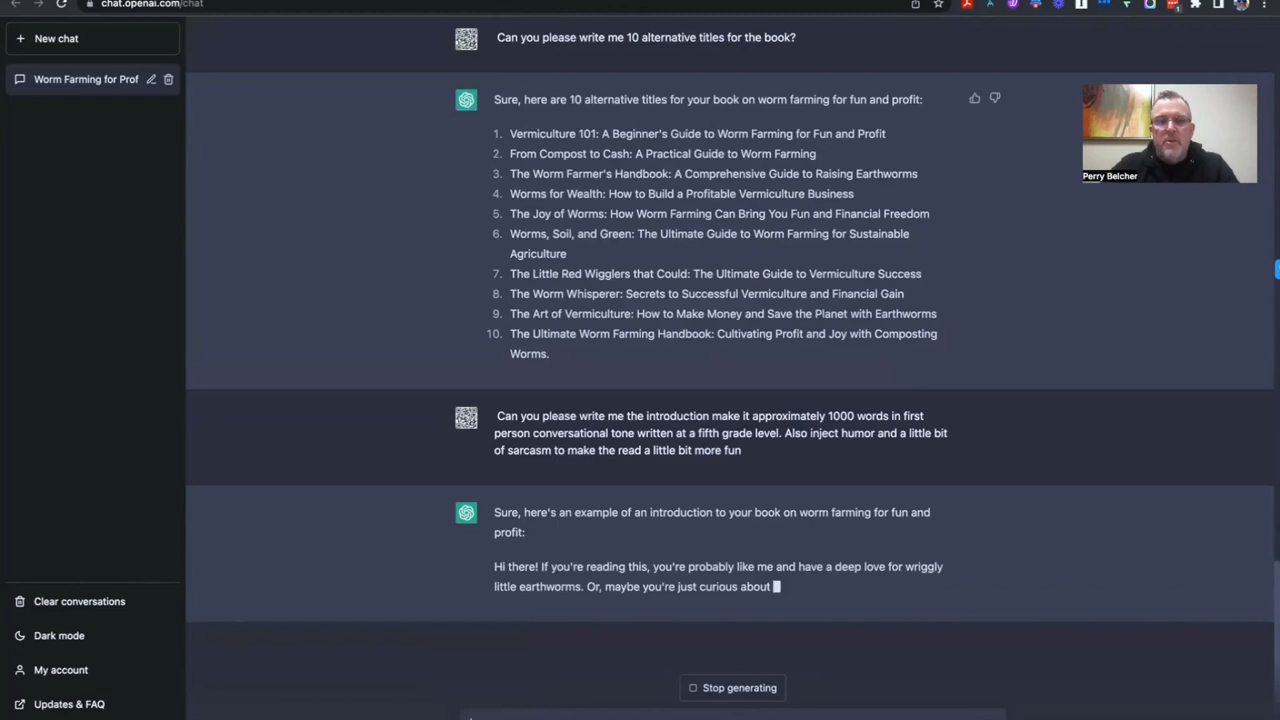 chat.openai.com/chat
New chat
Worm Farming for Prof
Can you please write me 10 alternative titles for the book?
Sure, here are 10 alternative titles for your book on worm farming for fun and profit:
1. Vermiculture 101: A Beginner's Guide to Worm Farming for Fun and Profit
2. From Compost to Cash: A Practical Guide to Worm Farming
3. The Worm Farmer's Handbook: A Comprehensive Guide to Raising Earthworms
4. Worms for Wealth: How to Build a Profitable Vermiculture Business
5. The Joy of Worms: How Worm Farming Can Bring You Fun and Financial Freedom
6. Worms, Soil, and Green: The Ultimate Guide to Worm Farming for Sustainable
Agriculture
7. The Little Red Wigglers that Could: The Ultimate Guide to Vermiculture Success
8. The Worm Whisperer: Secrets to Successful Vermiculture and Financial Gain
9. The Art of Vermiculture: How to Make Money and Save the Planet with Earthworms
10. The Ultimate Worm Farming Handbook: Cultivating Profit and Joy with Composting
Worms.
Perry Belcher
Can you please write me the introduction make it approximately 1000 words in first
person conversational tone written at a fifth grade level. Also inject humor and a little bit
of sarcasm to make the read a little bit more fun
Sure, here's an example of an introduction to your book on worm farming for fun and
profit:
Hi there! If you're reading this, you're probably like me and have a deep love for wriggly
little earthworms. Or, maybe you're just curious about
Stop generating
Clear conversations
Dark mode
My account
Updates & FAQ